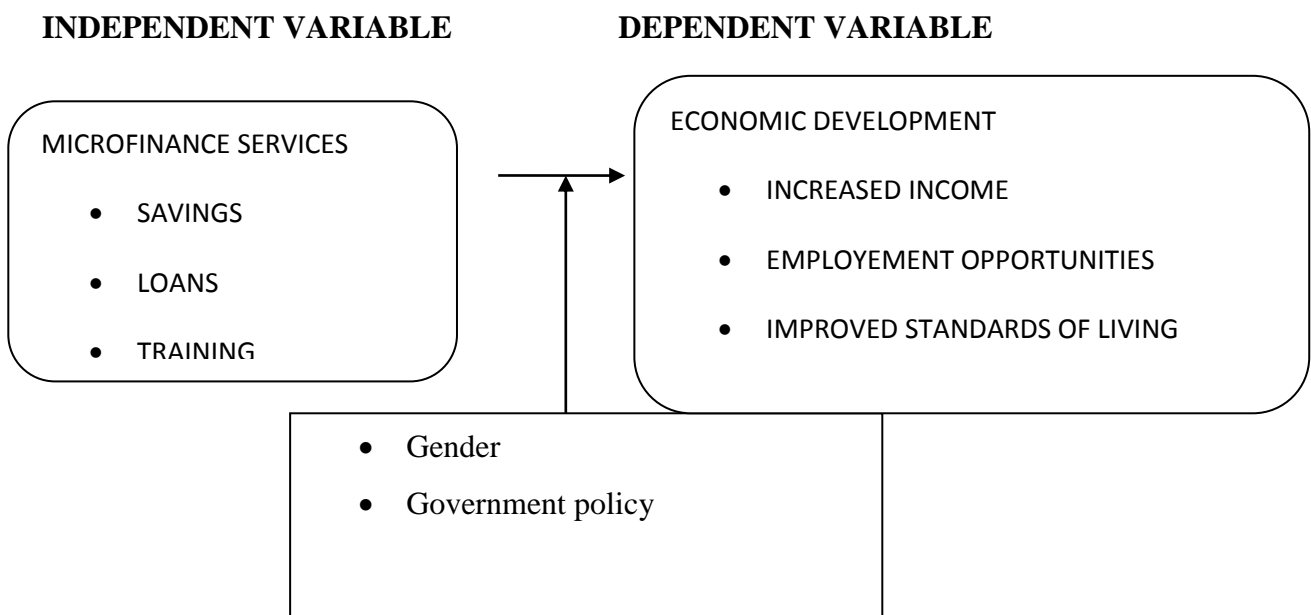 INDEPENDENT VARIABLE DEPENDENT VARIABLE
MICROFINANCE SERVICES
• SAVINGS
• LOANS
• TRAINING
ECONOMIC DEVELOPMENT
• INCREASED INCOME
• EMPLOYEMENT OPPORTUNITIES
• IMPROVED STANDARDS OF LIVING
• Gender
• Government policy